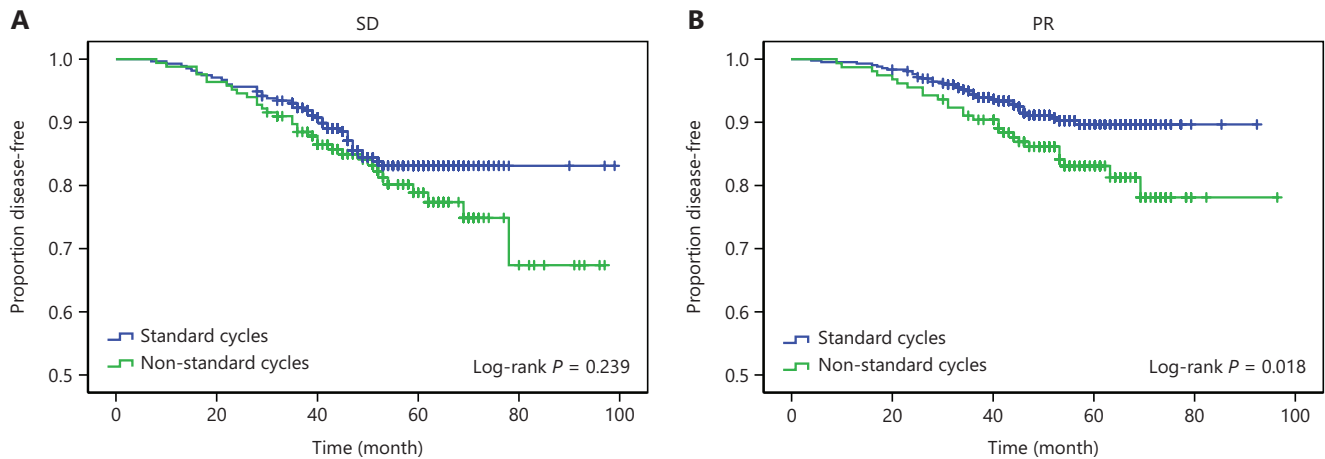 A
SD
Proportion disease-free
1.0
0.9
0.8
0.7
0.6
0.5
Standard cycles
Non-standard cycles
Log-rank P = 0.239
0 20 40 60 80 100
Time (month)
B
PR
Proportion disease-free
1.0
0.9
0.8
0.7
0.6
0.5
Standard cycles
Non-standard cycles
Log-rank P = 0.018
0 20 40 60 80 100
Time (month)